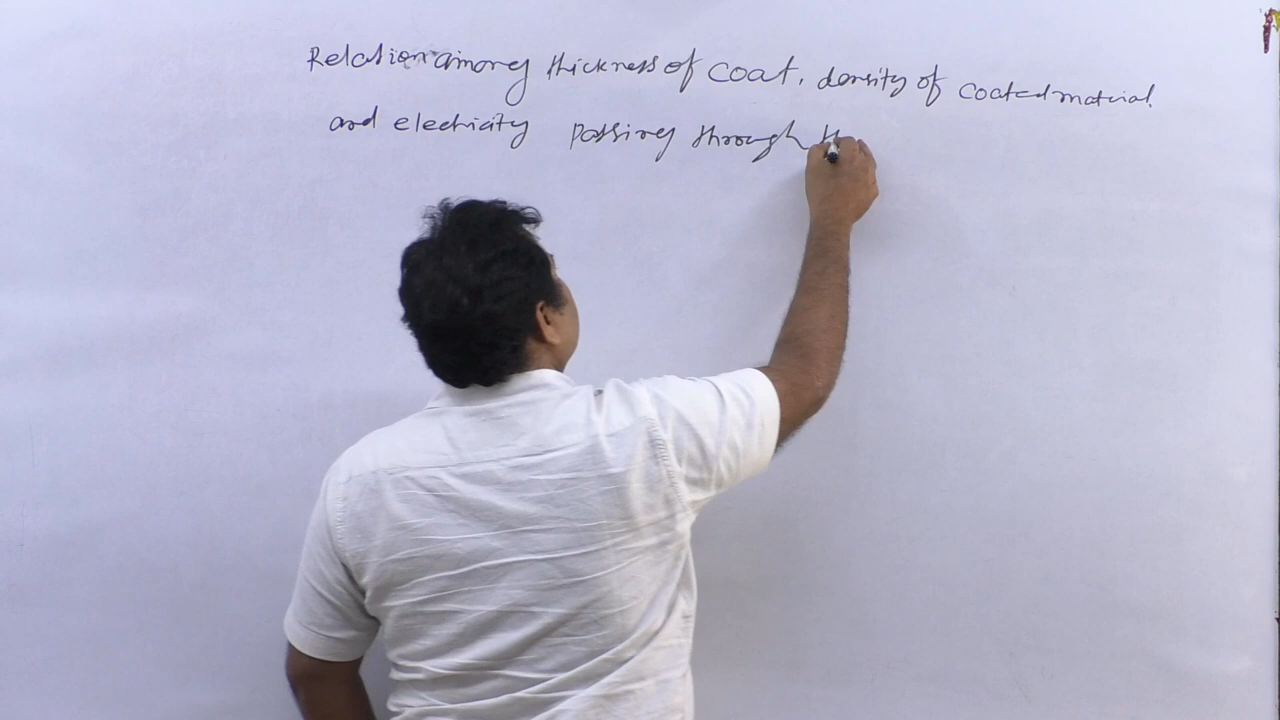 Relation among thickness of coat, density of coated material
and electricity passing through